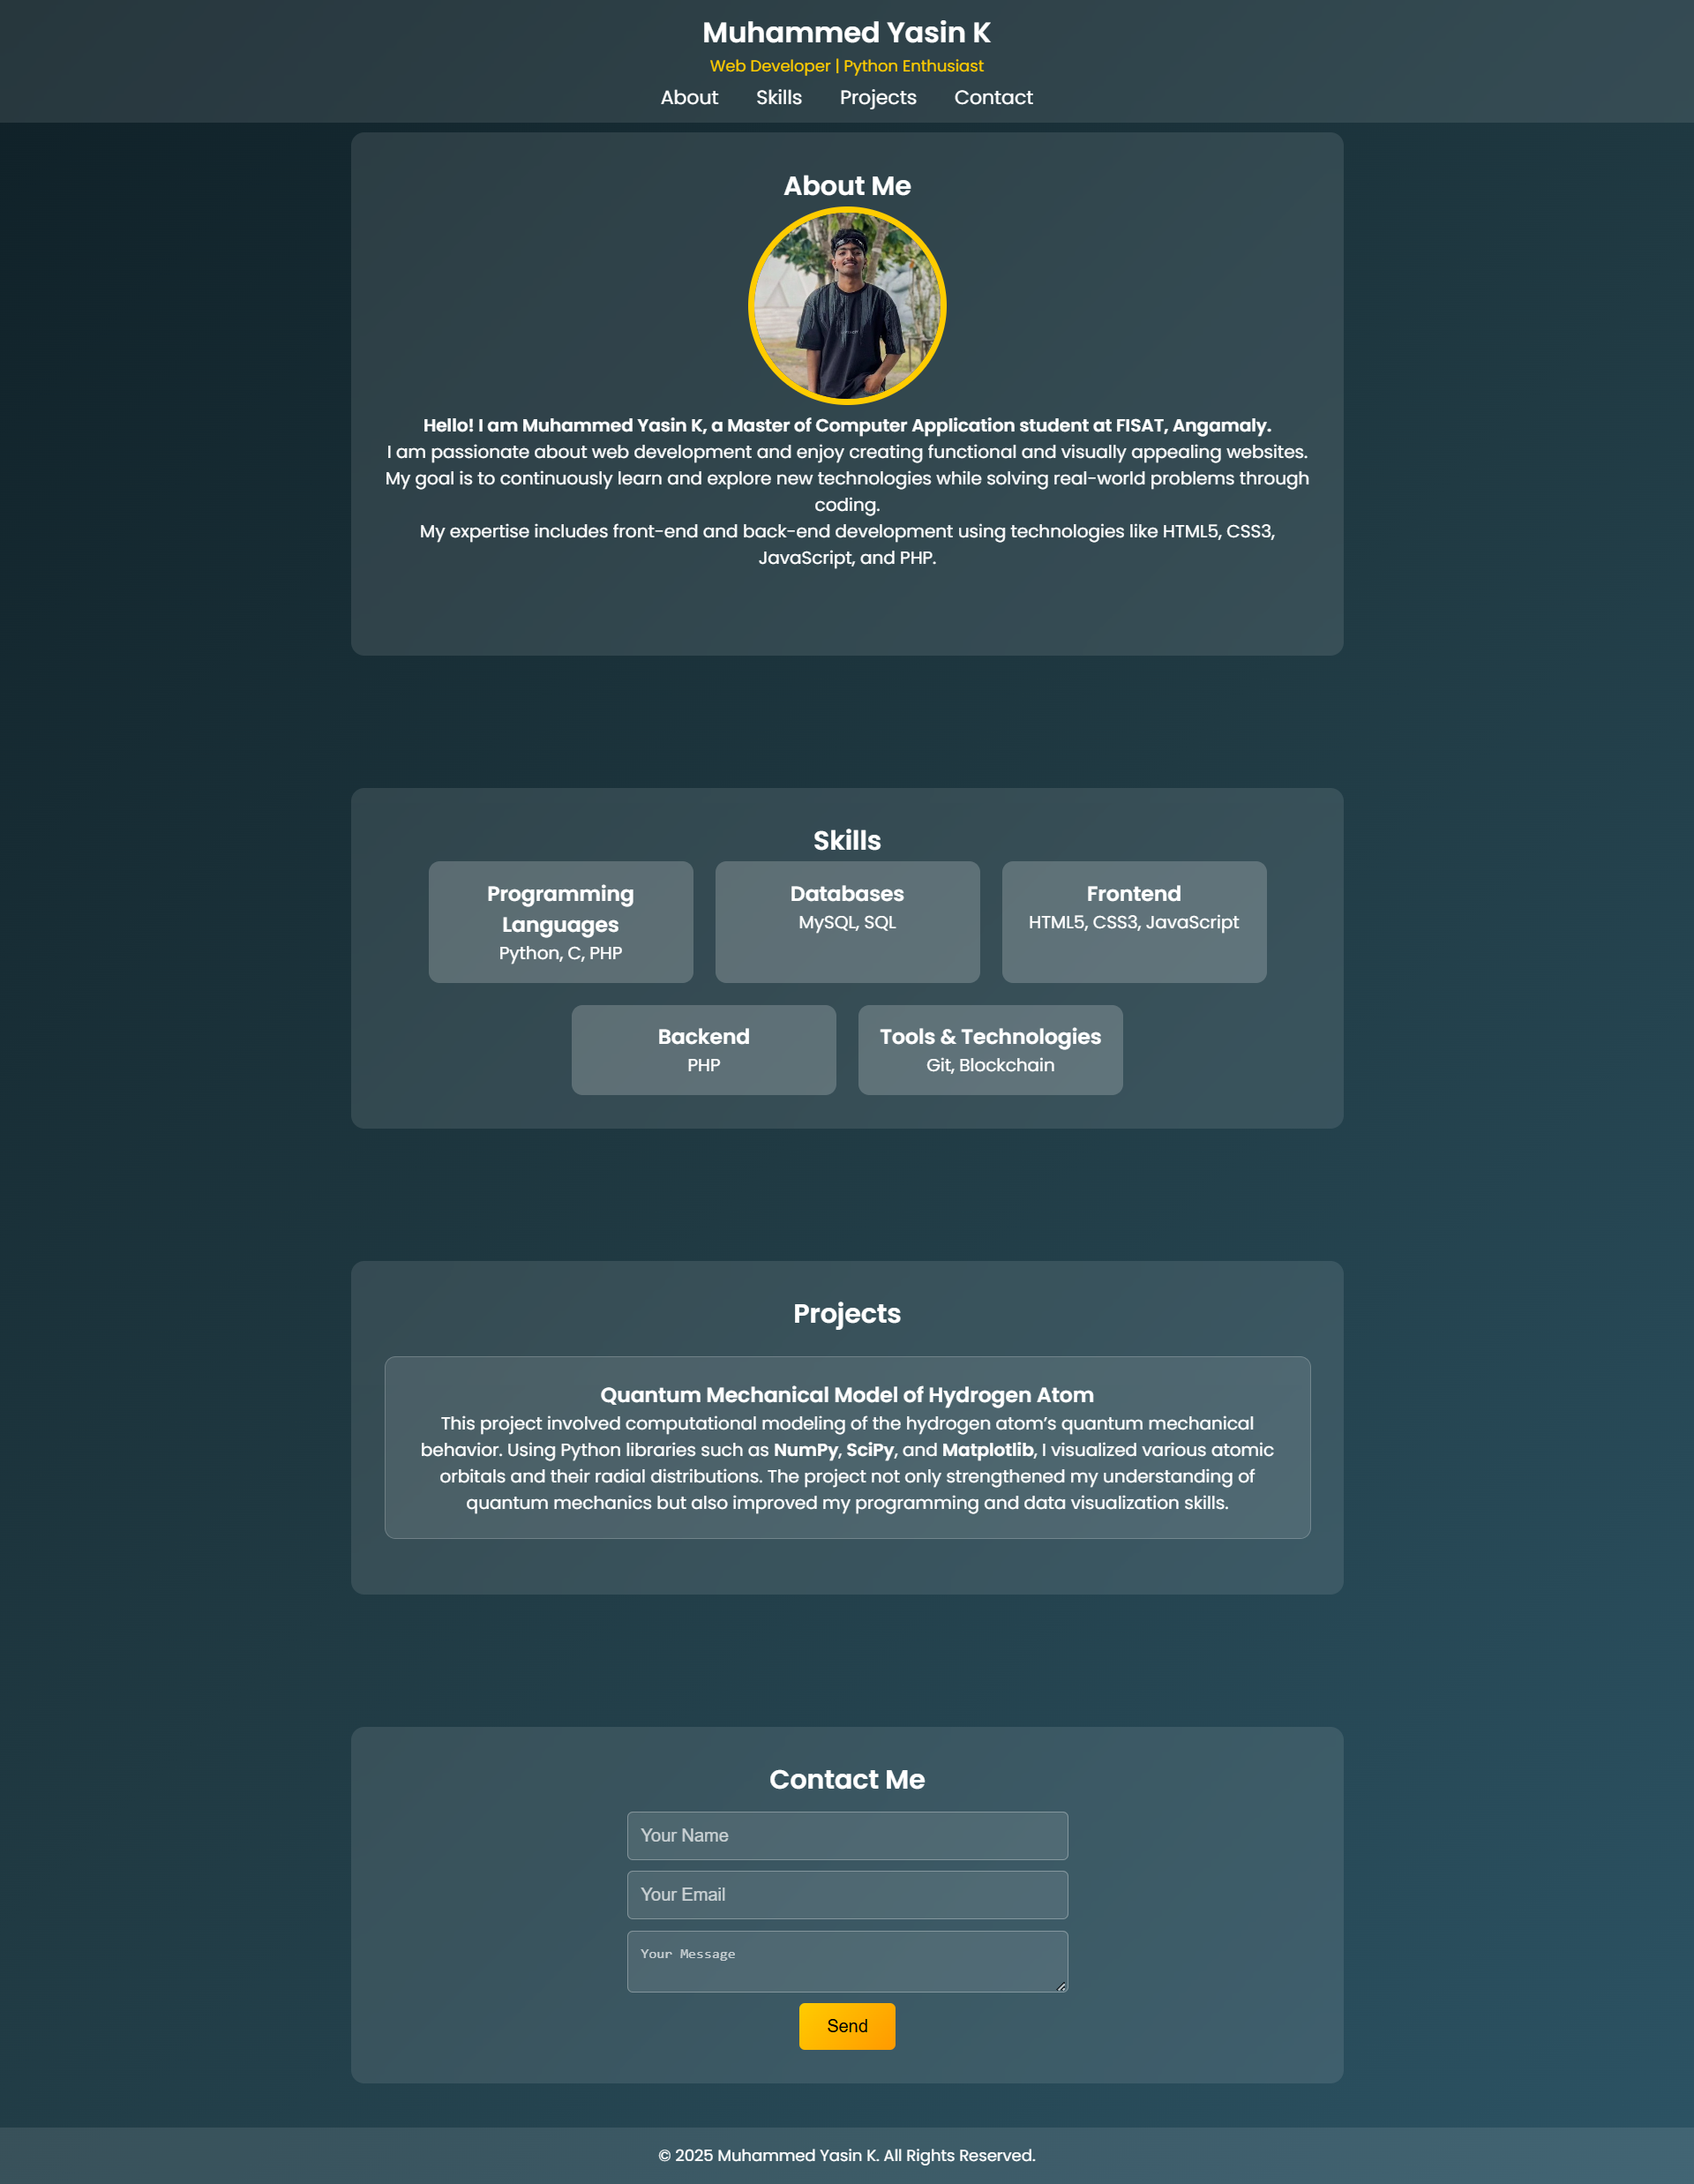 Muhammed Yasin K
Web Developer | Python Enthusiast
About Skills Projects Contact
About Me
Hello! I am Muhammed Yasin K, a Master of Computer Application student at FISAT, Angamaly.
I am passionate about web development and enjoy creating functional and visually appealing websites.
My goal is to continuously learn and explore new technologies while solving real-world problems through
coding.
My expertise includes front-end and back-end development using technologies like HTML5, CSS3,
JavaScript, and PHP.
Skills
Programming
Languages
Python, C, PHP
Databases
MySQL, SQL
Frontend
HTML5, CSS3, JavaScript
Backend
PHP
Tools & Technologies
Git, Blockchain
Projects
Quantum Mechanical Model of Hydrogen Atom
This project involved computational modeling of the hydrogen atom’s quantum mechanical
behavior. Using Python libraries such as NumPy, SciPy, and Matplotlib, I visualized various atomic
orbitals and their radial distributions. The project not only strengthened my understanding of
quantum mechanics but also improved my programming and data visualization skills.
Contact Me
Your Name
Your Email
Your Message
Send
© 2025 Muhammed Yasin K. All Rights Reserved.